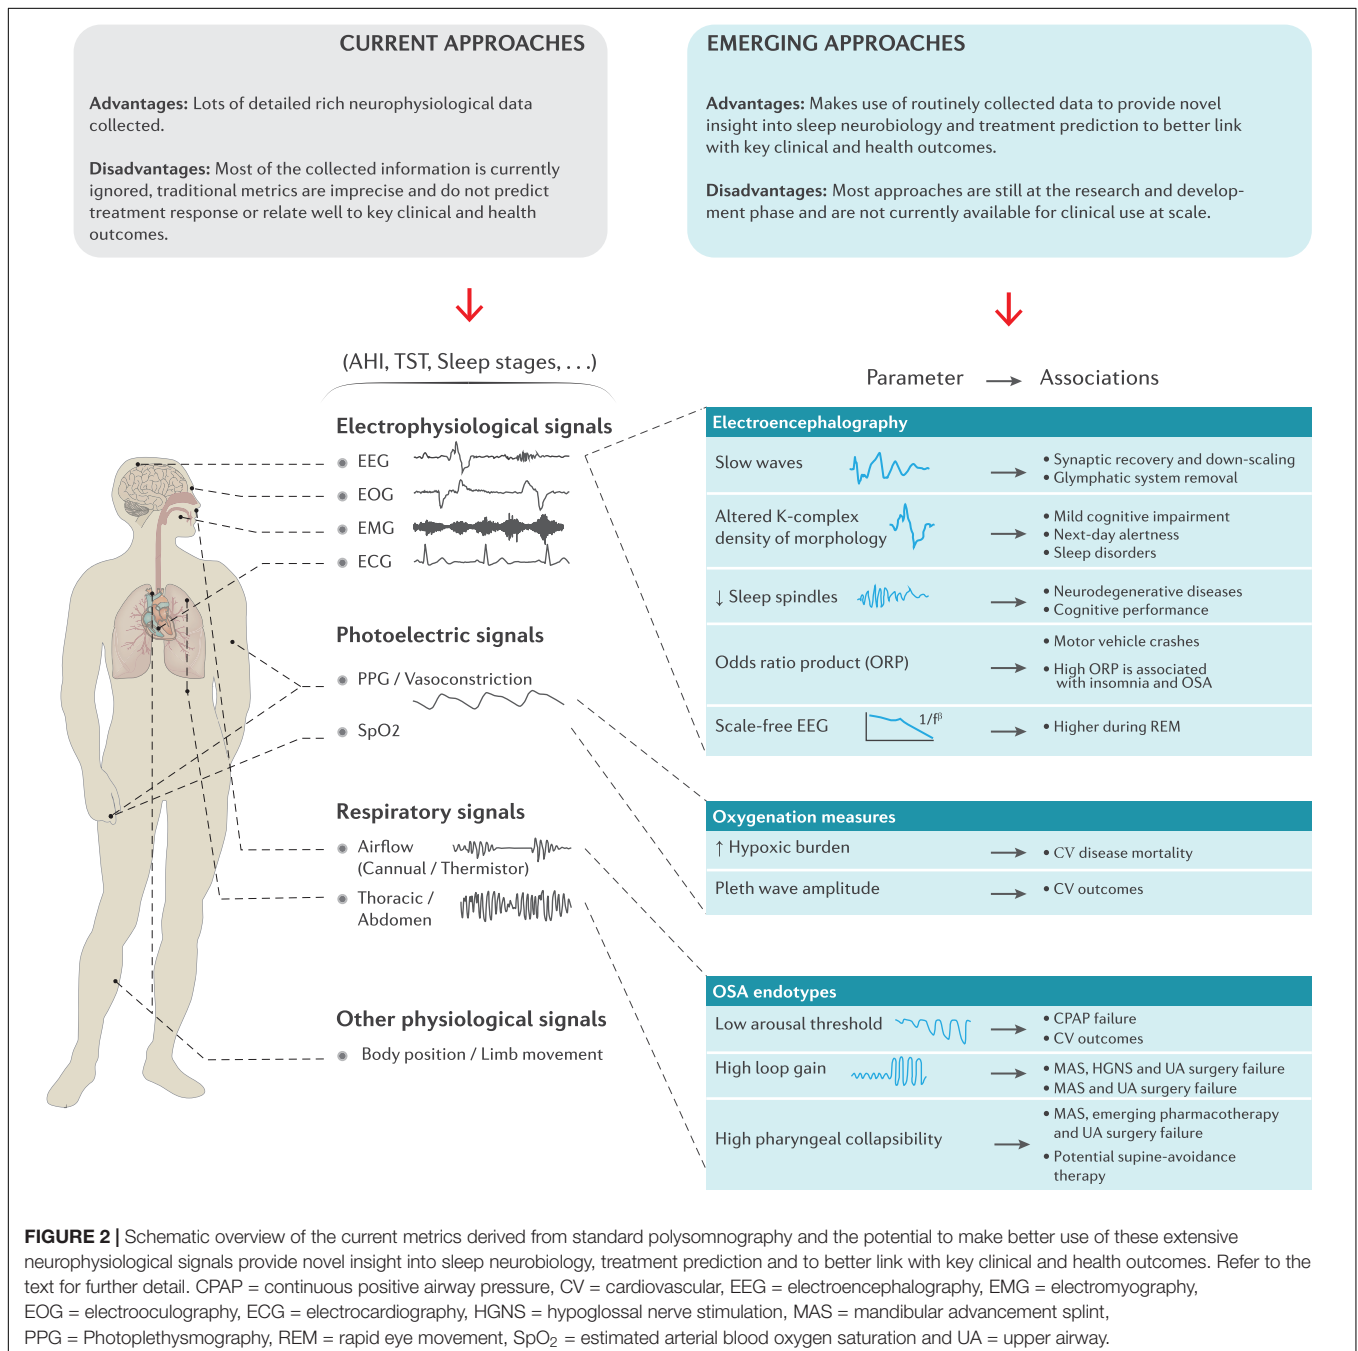 CURRENT APPROACHES
Advantages: Lots of detailed rich neurophysiological data
collected.
Disadvantages: Most of the collected information is currently
ignored, traditional metrics are imprecise and do not predict
treatment response or relate well to key clinical and health
outcomes.
EMERGING APPROACHES
Advantages: Makes use of routinely collected data to provide novel
insight into sleep neurobiology and treatment prediction to better link
with key clinical and health outcomes.
Disadvantages: Most approaches are still at the research and develop-
ment phase and are not currently available for clinical use at scale.
(AHI, TST, Sleep stages, . . .)
Electrophysiological signals
EEG
EOG
EMG
ECG
Photoelectric signals
PPG / Vasoconstriction
SpO2
Respiratory signals
Airflow
(Cannual / Thermistor)
Thoracic /
Abdomen
Other physiological signals
Body position / Limb movement
Parameter → Associations
Electroencephalography
Slow waves
• Synaptic recovery and down-scaling
• Glymphatic system removal
Altered K-complex
density of morphology
• Mild cognitive impairment
• Next-day alertness
• Sleep disorders
↓ Sleep spindles
• Neurodegenerative diseases
• Cognitive performance
Odds ratio product (ORP)
• Motor vehicle crashes
• High ORP is associated
with insomnia and OSA
Scale-free EEG
1/fᵝ
• Higher during REM
Oxygenation measures
↑ Hypoxic burden
• CV disease mortality
Pleth wave amplitude
• CV outcomes
OSA endotypes
Low arousal threshold
• CPAP failure
• CV outcomes
High loop gain
• MAS, HGNS and UA surgery failure
• MAS and UA surgery failure
High pharyngeal collapsibility
• MAS, emerging pharmacotherapy
and UA surgery failure
• Potential supine-avoidance
therapy
FIGURE 2 | Schematic overview of the current metrics derived from standard polysomnography and the potential to make better use of these extensive
neurophysiological signals provide novel insight into sleep neurobiology, treatment prediction and to better link with key clinical and health outcomes. Refer to the
text for further detail. CPAP = continuous positive airway pressure, CV = cardiovascular, EEG = electroencephalography, EMG = electromyography,
EOG = electrooculography, ECG = electrocardiography, HGNS = hypoglossal nerve stimulation, MAS = mandibular advancement splint,
PPG = Photoplethysmography, REM = rapid eye movement, SpO₂ = estimated arterial blood oxygen saturation and UA = upper airway.